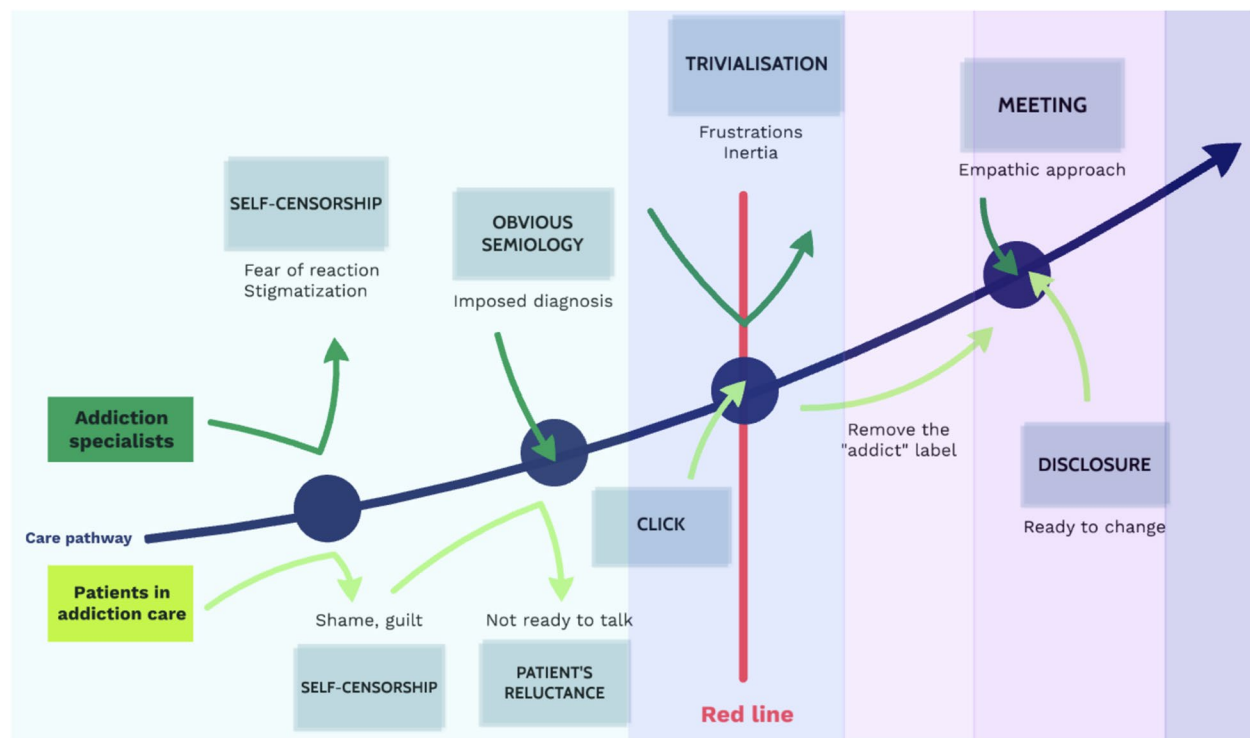 TRIVIALISATION
Frustrations
Inertia
MEETING
Empathic approach
SELF-CENSORSHIP
Fear of reaction
Stigmatization
OBVIOUS
SEMIOLOGY
Imposed diagnosis
Addiction
specialists
Care pathway
Patients in
addiction care
Shame, guilt
SELF-CENSORSHIP
Not ready to talk
PATIENT'S
RELUCTANCE
CLICK
Red line
Remove the
"addict" label
DISCLOSURE
Ready to change